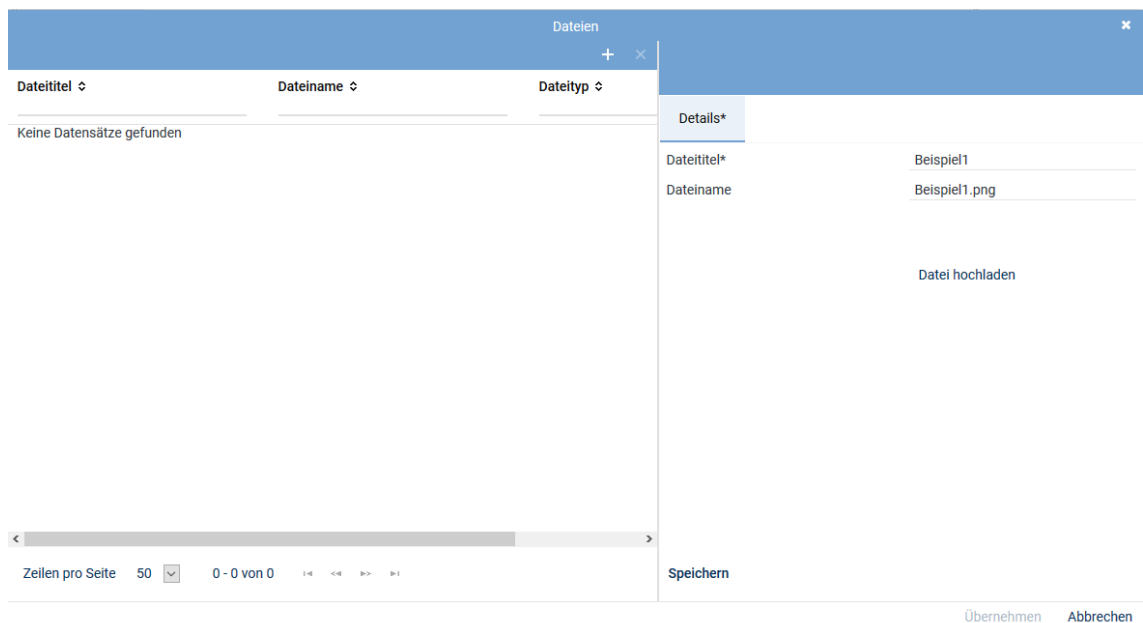 Dateien
Dateititel Dateiname Dateityp
Keine Datensätze gefunden
Details*
Dateititel* Beispiel1
Dateiname Beispiel1.png
Datei hochladen
Zeilen pro Seite 50 0 - 0 von 0
Speichern
Übernehmen Abbrechen